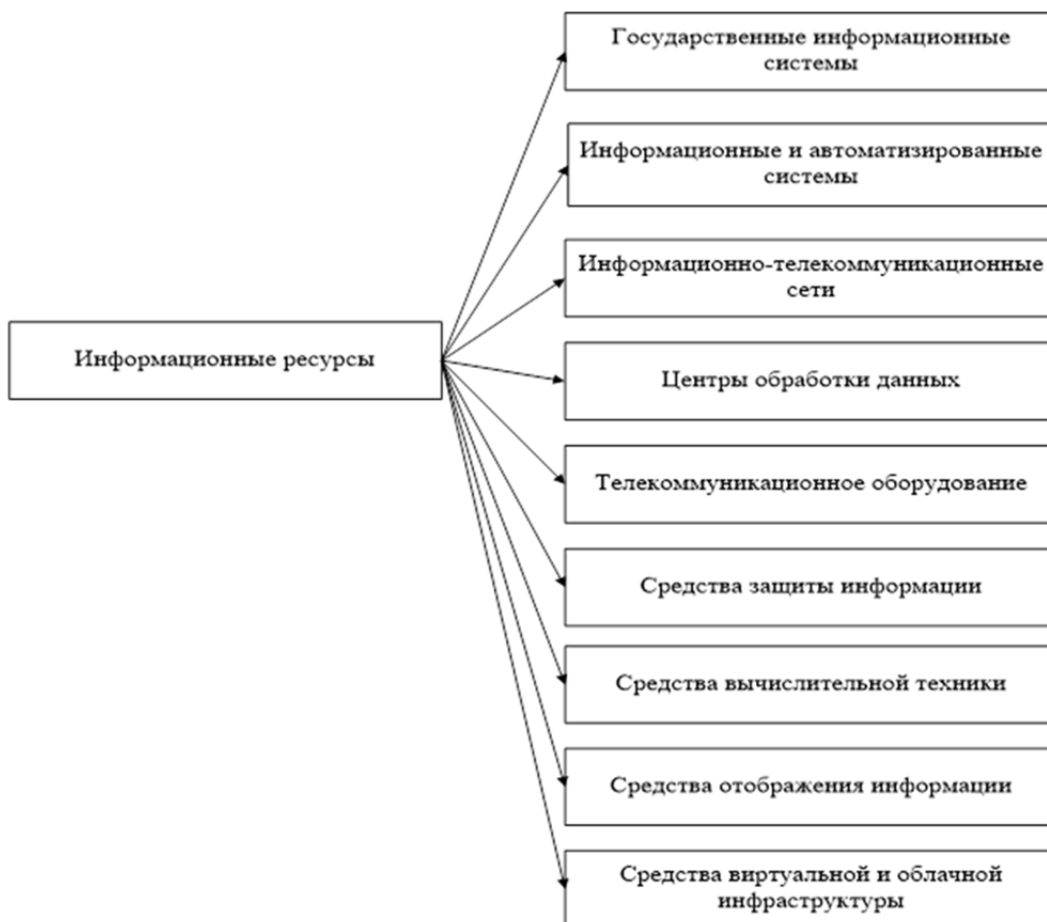 Государственные информационные
системы
Информационные и автоматизированные
системы
Информационно-телекоммуникационные
сети
Информационные ресурсы
Центры обработки данных
Телекоммуникационное оборудование
Средства защиты информации
Средства вычислительной техники
Средства отображения информации
Средства виртуальной и облачной
инфраструктуры